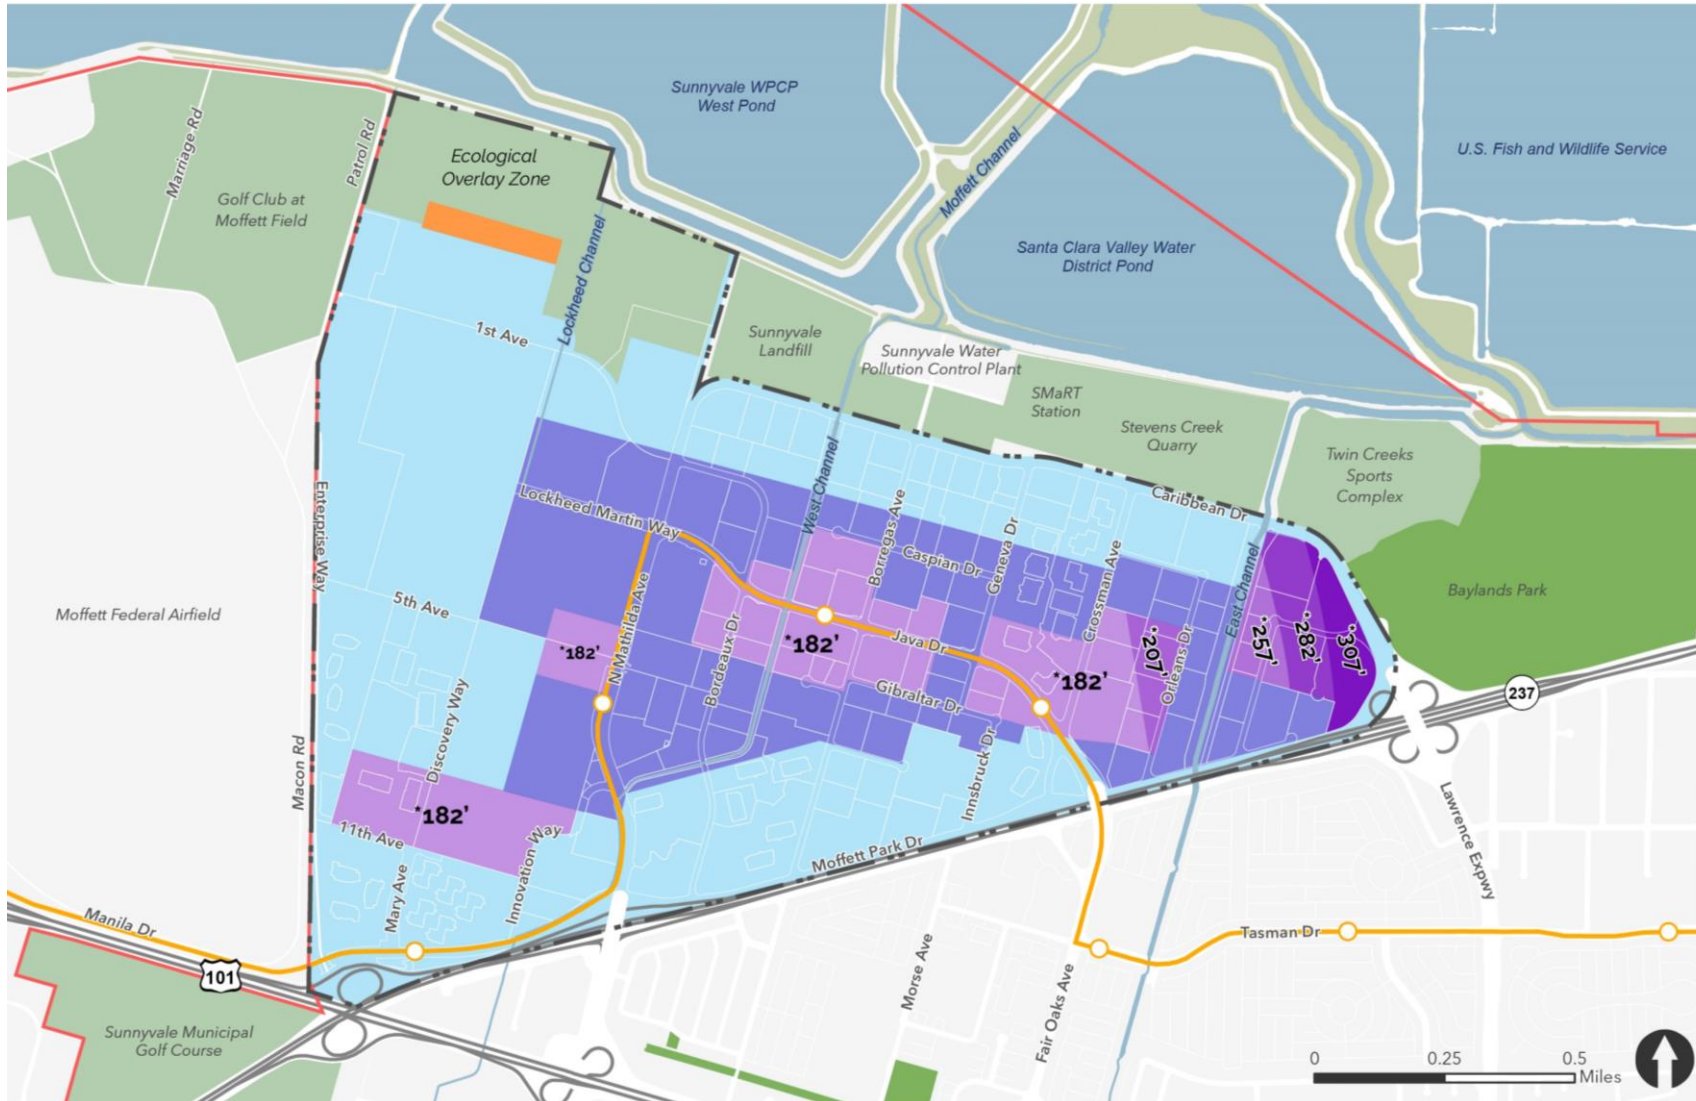 Sunnyvale WPCP
West Pond
Marriage Rd
Patrol Rd
Ecological
Overlay Zone
Golf Club at
Moffett Field
Lockheed Channel
Moffett Channel
U.S. Fish and Wildlife Service
Santa Clara Valley Water
District Pond
1st Ave
Sunnyvale
Landfill
Sunnyvale Water
Pollution Control Plant
SMaRT
Station
Stevens Creek
Quarry
Twin Creeks
Sports
Complex
Caribbean Dr
Enterprise Way
Lockheed Martin Way
West Channel
Borregas Ave
Caspian Dr
Geneva Dr
Crossman Ave
East Channel
Baylands Park
Moffett Federal Airfield
5th Ave
N Mathilda Ave
Bordeaux Dr
*182'
*182'
Java Dr
*182'
*207'
Orleans Dr
*257'
*282'
*307'
Gibraltar Dr
237
Discovery Way
Innsbruck Dr
Macon Rd
*182'
11th Ave
Innovation Way
Moffett Park Dr
Lawrence Expwy
Mary Ave
Manila Dr
101
Morse Ave
Fair Oaks Ave
Tasman Dr
Sunnyvale Municipal
Golf Course
0 0.25 0.5
Miles